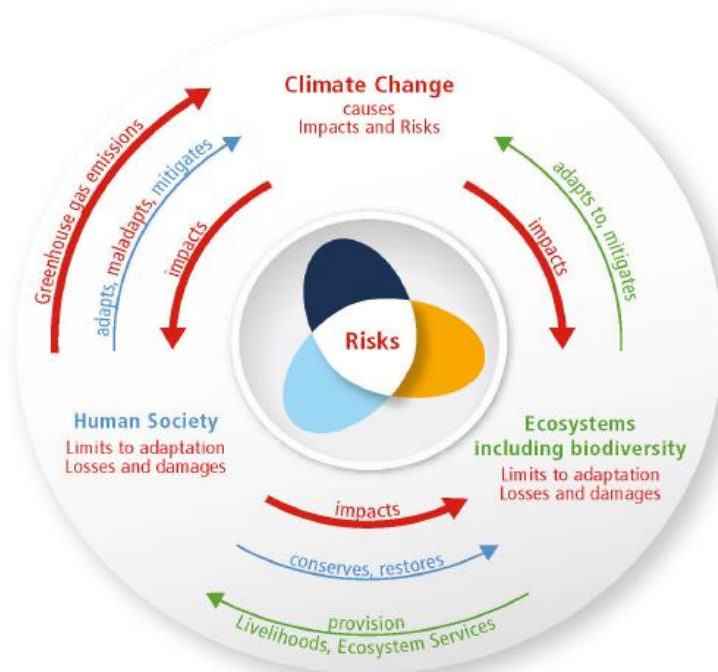 Climate Change
causes
Impacts and Risks
Greenhouse gas emissions
adapts, maladapts, mitigates
impacts
impacts
adapts to, mitigates
Risks
Human Society
Limits to adaptation
Losses and damages
Ecosystems
including biodiversity
Limits to adaptation
Losses and damages
impacts
conserves, restores
provision
Livelihoods, Ecosystem Services